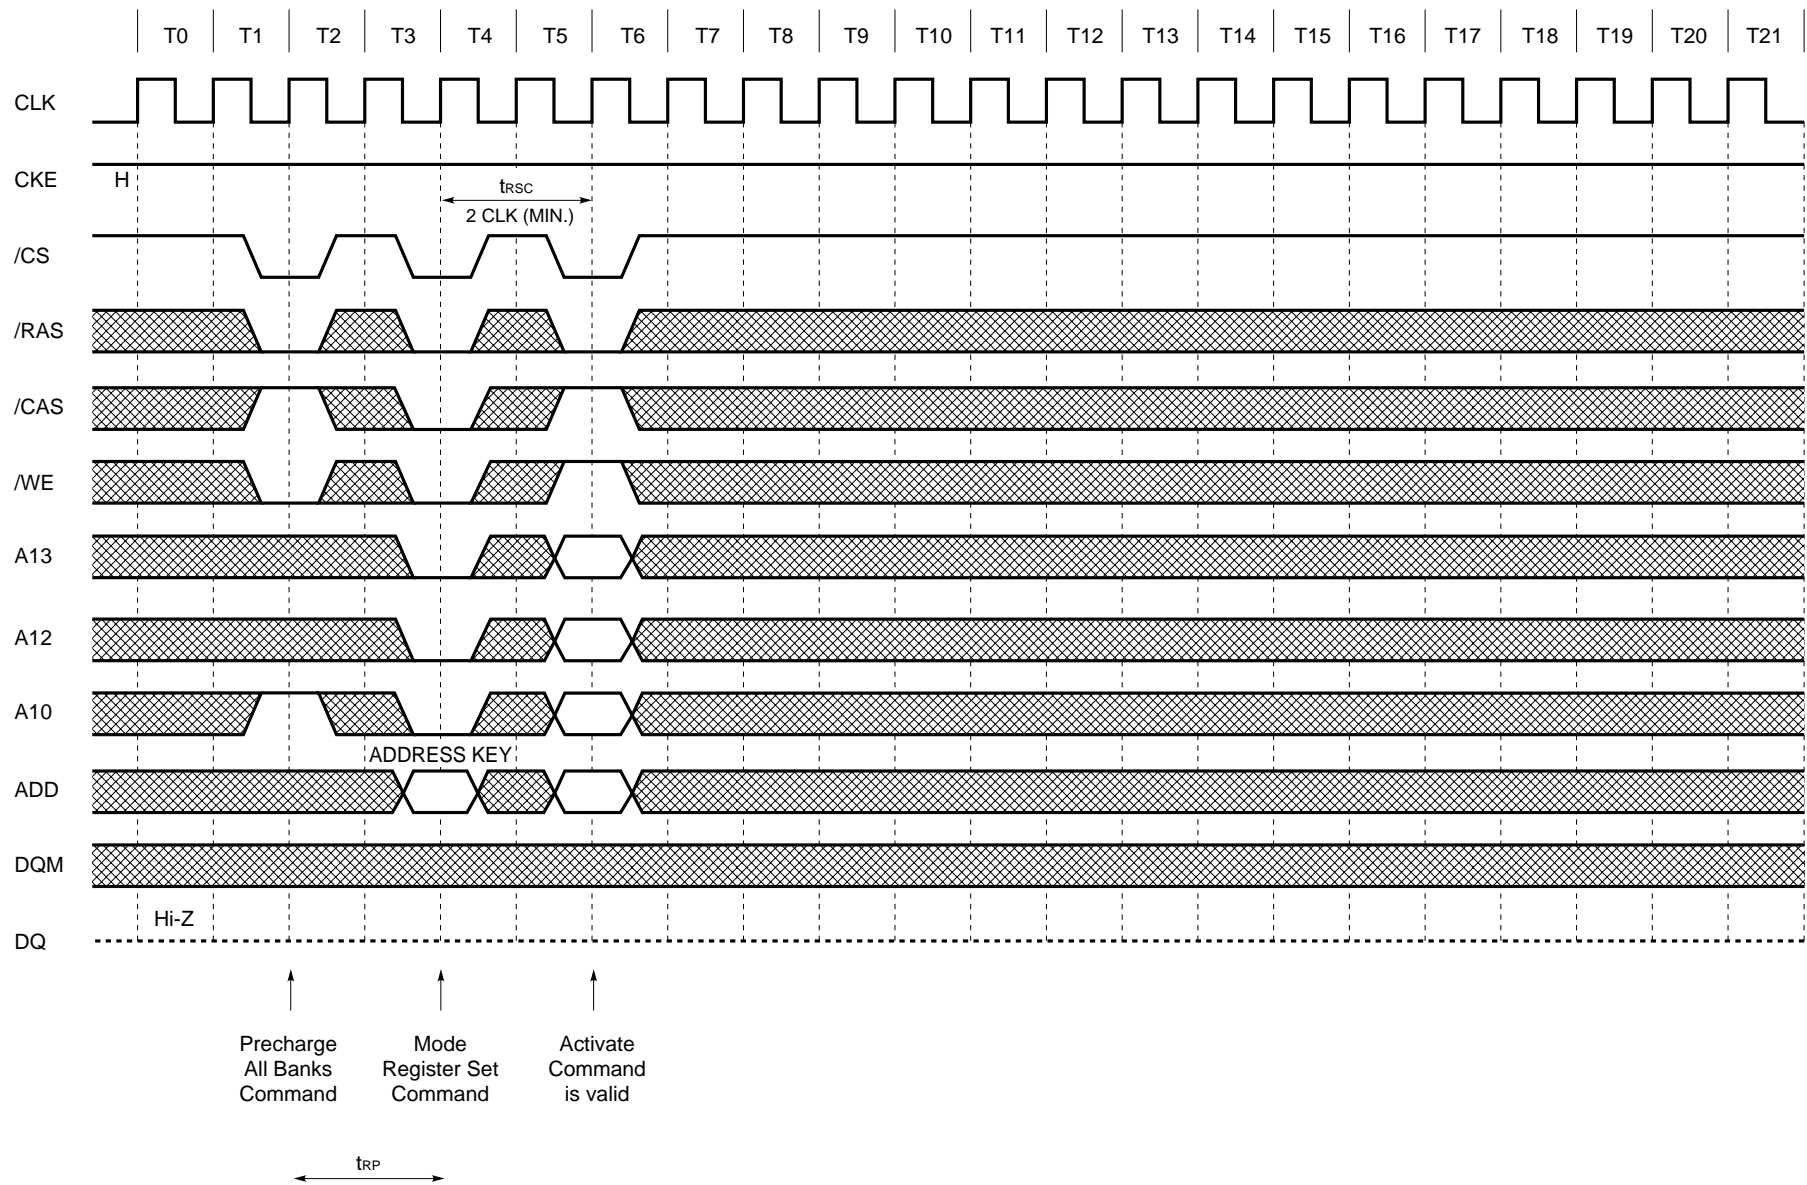 T0 T1 T2 T3 T4 T5 T6 T7 T8 T9 T10 T11 T12 T13 T14 T15 T16 T17 T18 T19 T20 T21
CLK
CKE H
tRSC
2 CLK (MIN.)
/CS
/RAS
/CAS
/WE
A13
A12
A10
ADDRESS KEY
ADD
DQM
Hi-Z
DQ
Precharge
All Banks
Command
Mode
Register Set
Command
Activate
Command
is valid
tRP